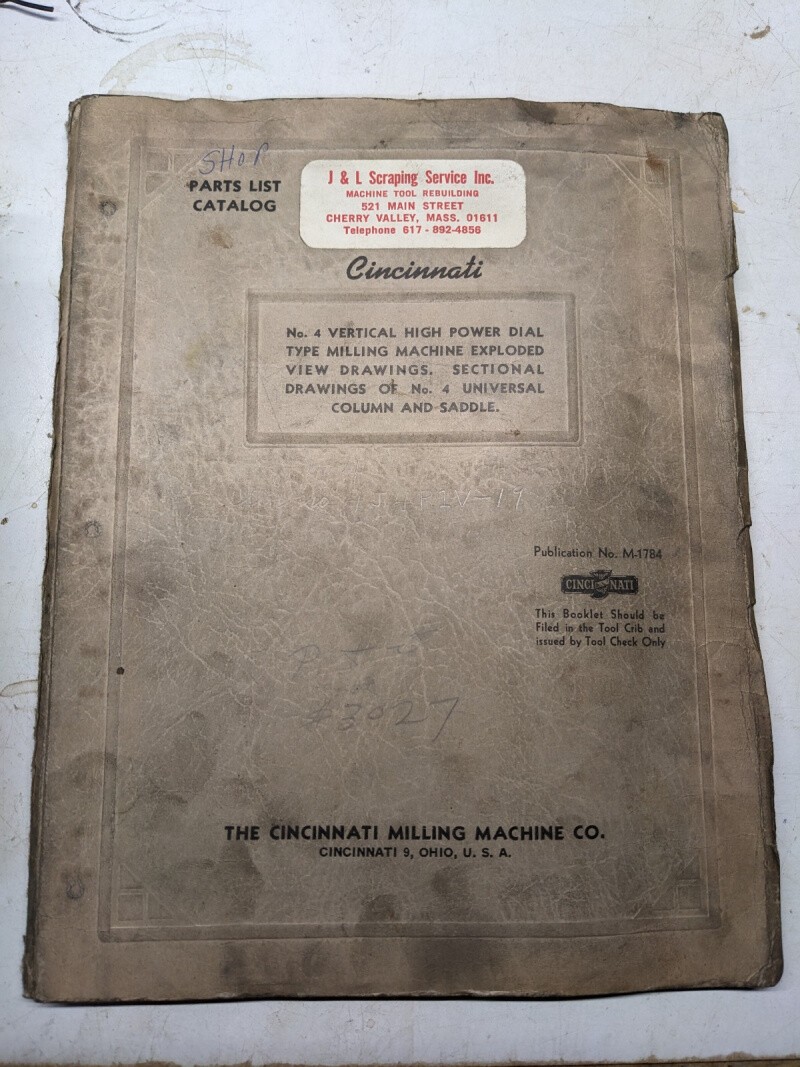 SHOP
PARTS LIST
CATALOG
J & L Scraping Service Inc.
MACHINE TOOL REBUILDING
521 MAIN STREET
CHERRY VALLEY, MASS. 01611
Telephone 617 - 892-4856
Cincinnati
No. 4 VERTICAL HIGH POWER DIAL
TYPE MILLING MACHINE EXPLODED
VIEW DRAWINGS. SECTIONAL
DRAWINGS OF No. 4 UNIVERSAL
COLUMN AND SADDLE.
Publication No. M-1784
CINCINNATI
This Booklet Should be
Filed in the Tool Crib and
issued by Tool Check Only
#3027
THE CINCINNATI MILLING MACHINE CO.
CINCINNATI 9, OHIO, U. S. A.